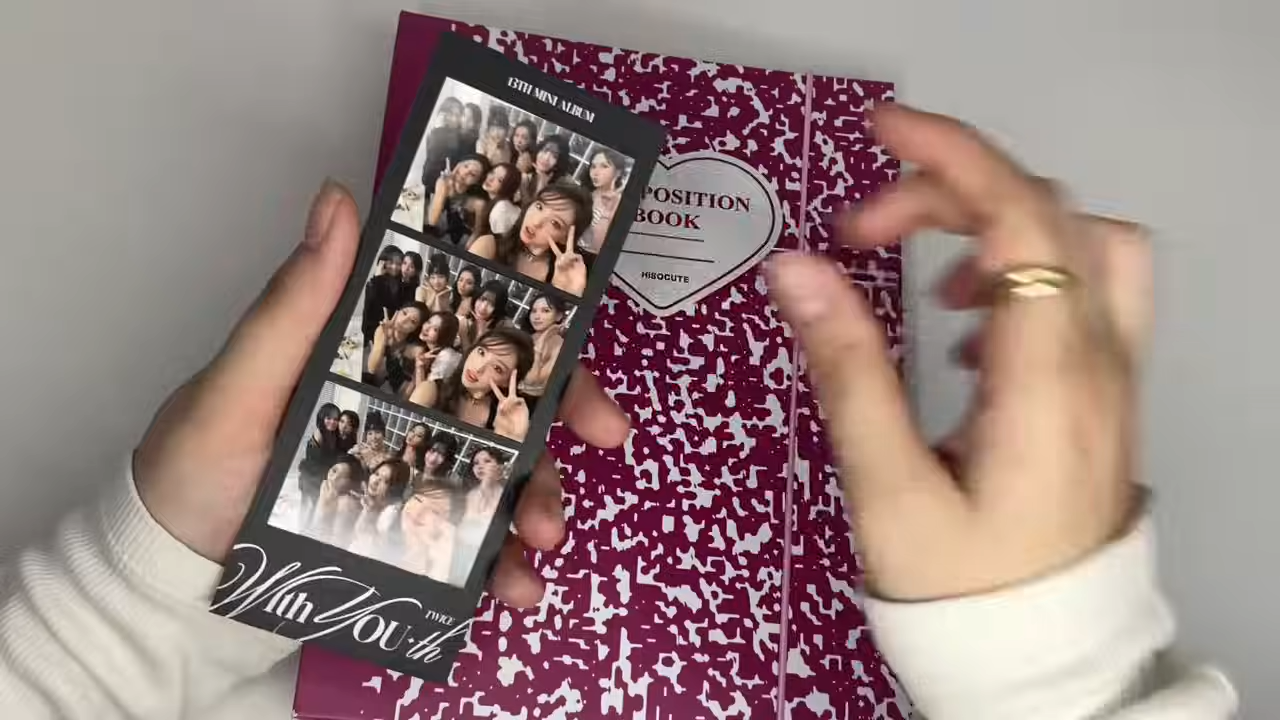 13TH MINI ALBUM
TWICE
With YOU-th
POSITION
BOOK
HISOCUTE